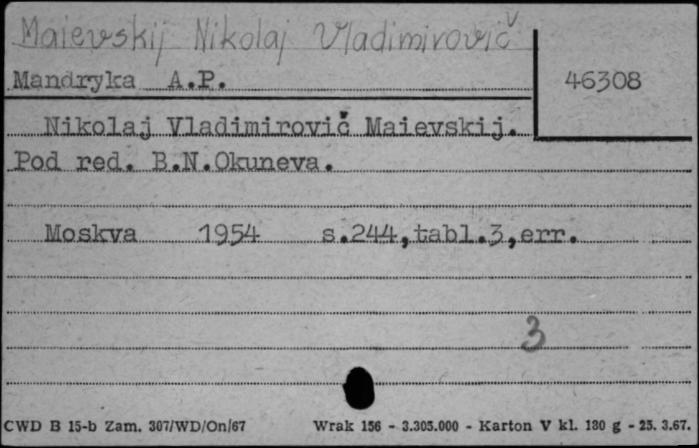 Maievskij Nikolaj Vladimirovič
Mandryka A.P.
46308
Nikolaj Vladimirovič Maievskij.
Pod red. B.N.Okuneva.
Moskva 1954 s.244,tabl.3,err.
3
CWD B 15-b Zam. 307/WD/On/67 Wrak 156 - 3.305.000 - Karton V kl. 180 g - 25.3.67.